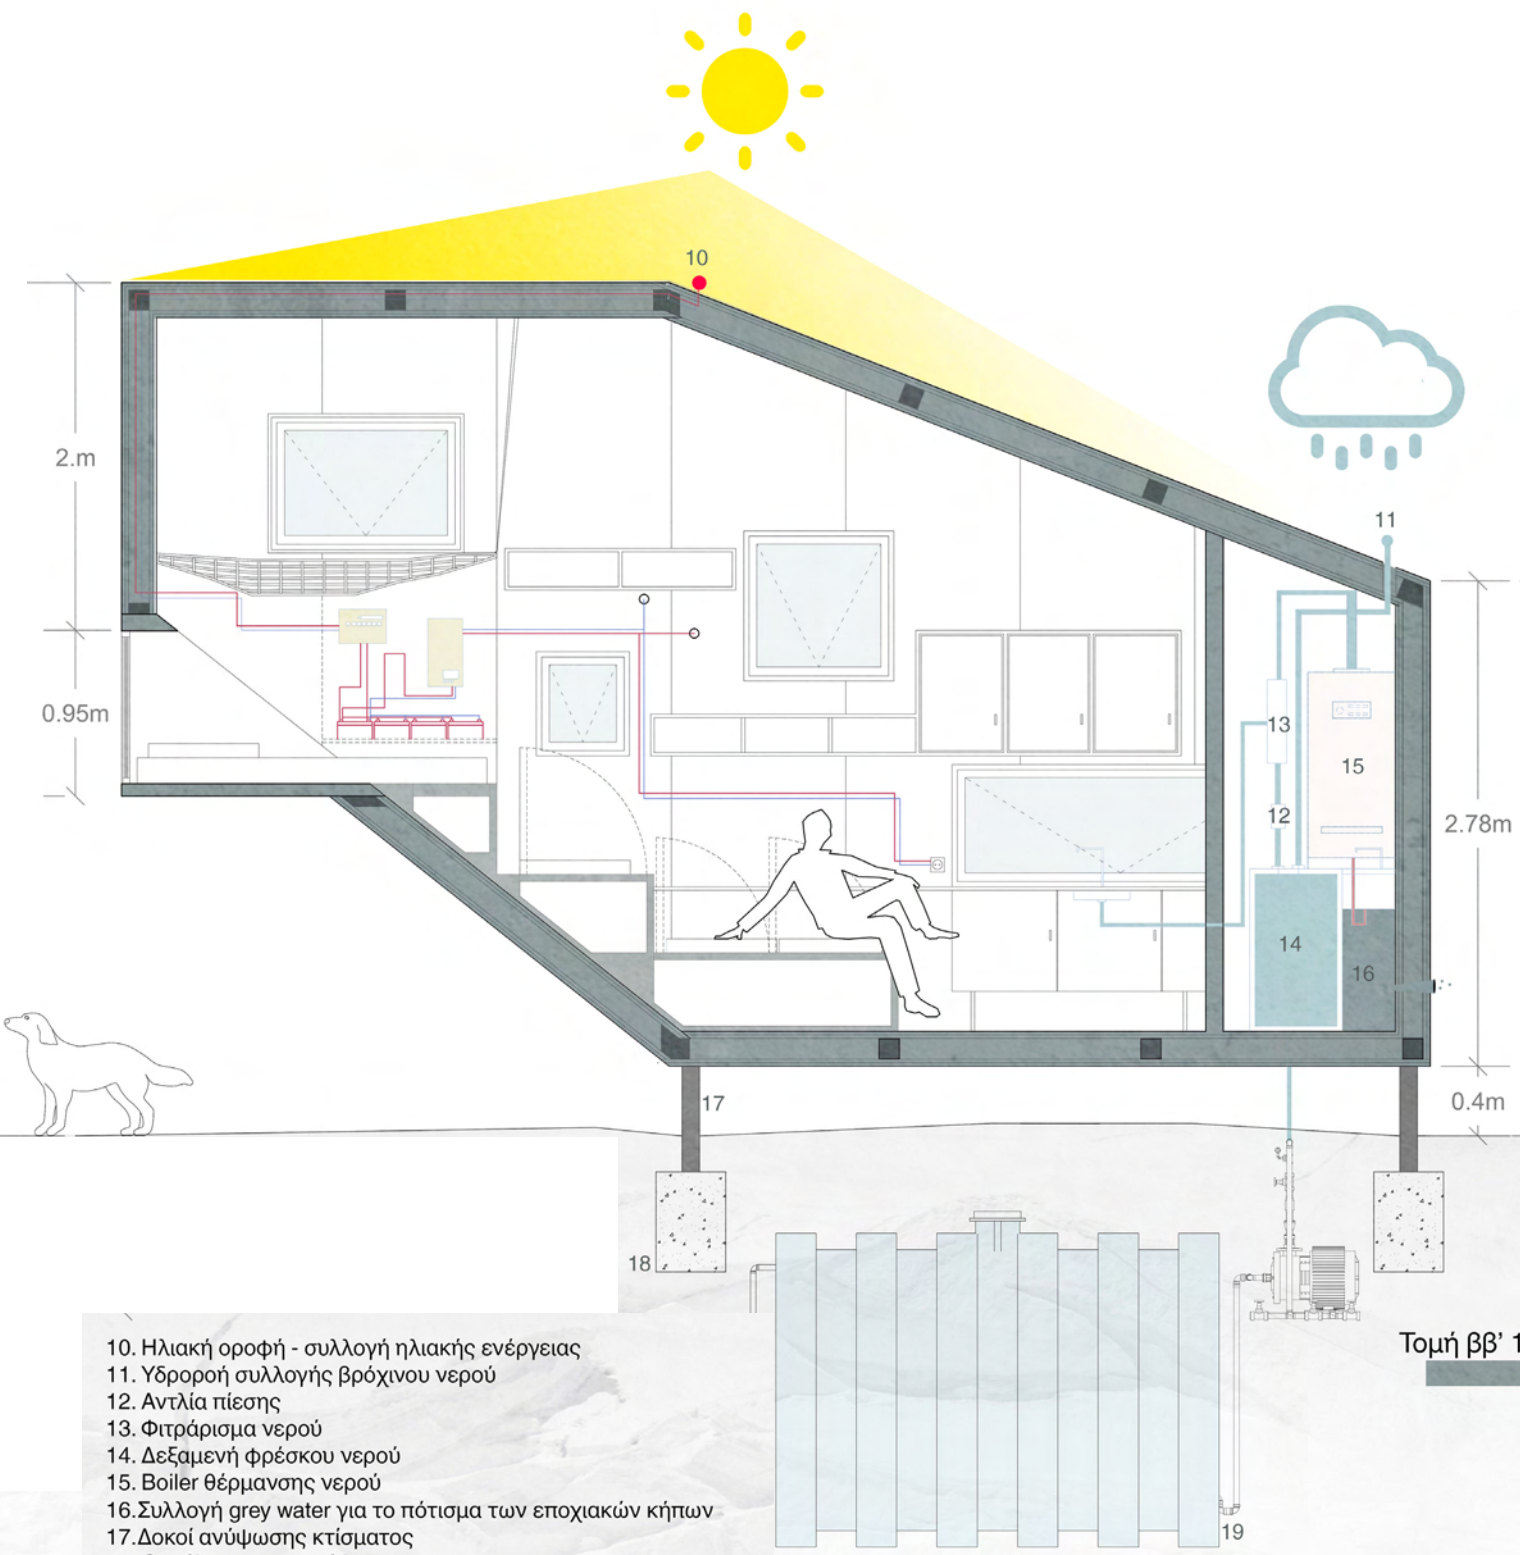 10
11
2.m
13
0.95m
15
12
2.78m
14
16
17
0.4m
18
10. Ηλιακή οροφή - συλλογή ηλιακής ενέργειας
11. Υδρορoή συλλογής βρόχινου νερού
12. Αντλία πίεσης
13. Φιτράρισμα νερού
14. Δεξαμενή φρέσκου νερού
15. Boiler θέρμανσης νερού
16.Συλλογή grey water για το πότισμα των εποχιακών κήπων
17.Δοκοί ανύψωσης κτίσματος
Τομή ββ' 1
19